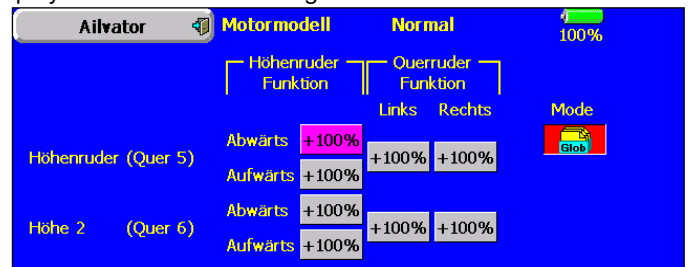 Ailvator Motormodell Normal 100%
Höhenruder Querruder
Funktion Funktion
Links Rechts Mode
Abwärts +100% Glob
Höhenruder (Quer 5) +100% +100%
Aufwärts +100%
Abwärts +100%
Höhe 2 (Quer 6) +100% +100%
Aufwärts +100%